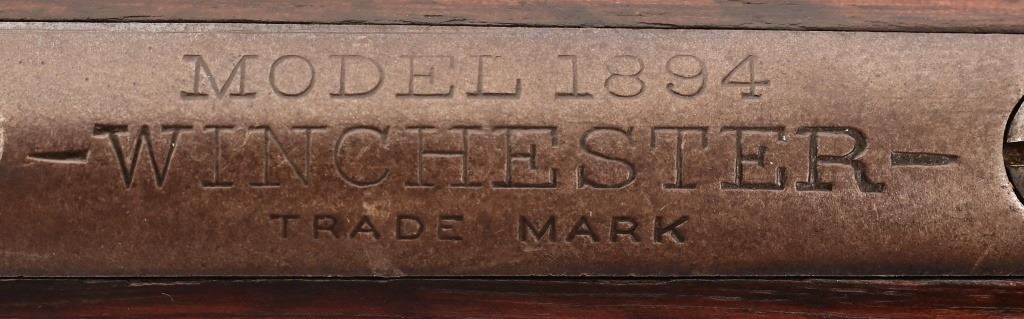 MODEL 1894
-WINCHESTER-
TRADE MARK